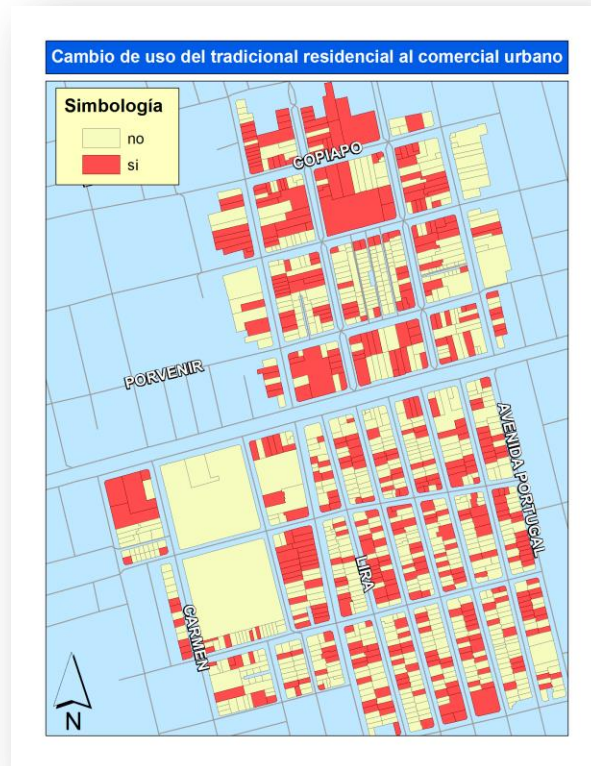 Cambio de uso del tradicional residencial al comercial urbano
Simbología
no
si
COPIAPO
PORVENIR
AVENIDA PORTUGAL
LIRA
CARMEN
N